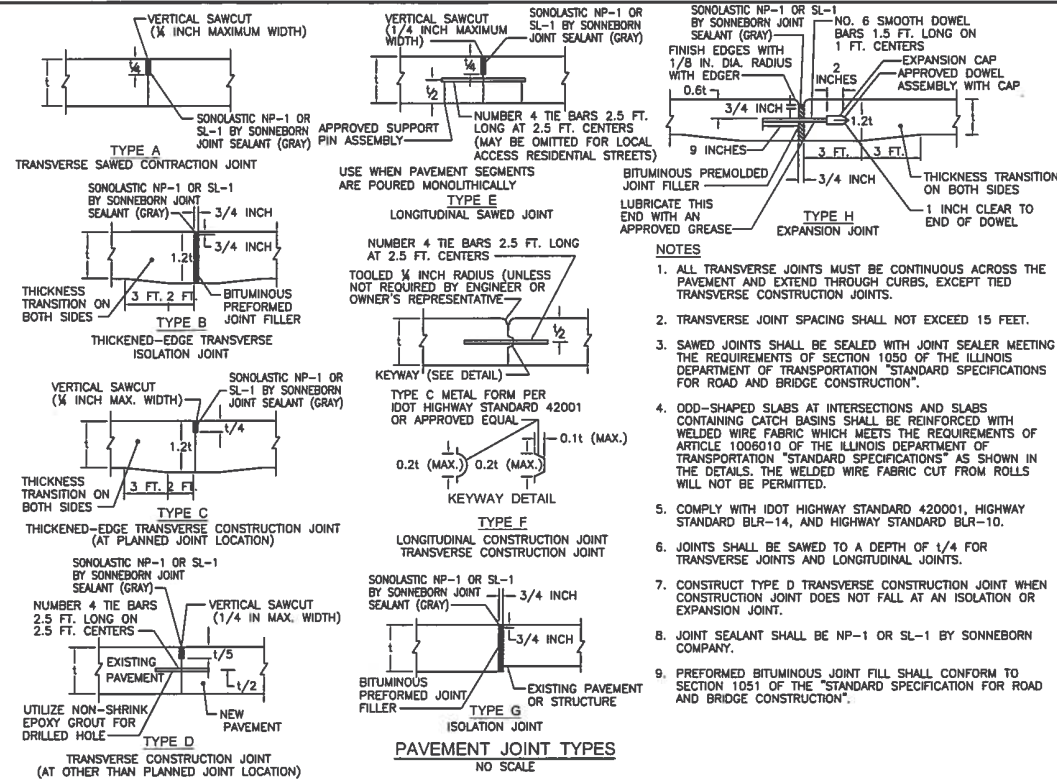 VERTICAL SAWCUT
(¼ INCH MAXIMUM WIDTH)
t
t/4
SONOLASTIC NP-1 OR
SL-1 BY SONNEBORN
JOINT SEALANT (GRAY)
TYPE A
TRANSVERSE SAWED CONTRACTION JOINT
SONOLASTIC NP-1 OR SL-1
BY SONNEBORN JOINT
SEALANT (GRAY)
3/4 INCH
3/4 INCH
t
1.2t
THICKNESS
TRANSITION ON
BOTH SIDES
3 FT.
2 FT.
BITUMINOUS
PREFORMED
JOINT FILLER
TYPE B
THICKENED-EDGE TRANSVERSE
ISOLATION JOINT
VERTICAL SAWCUT
(¼ INCH MAX. WIDTH)
SONOLASTIC NP-1 OR
SL-1 BY SONNEBORN
JOINT SEALANT (GRAY)
t
t/4
1.2t
THICKNESS
TRANSITION ON
BOTH SIDES
3 FT.
2 FT.
TYPE C
THICKENED-EDGE TRANSVERSE CONSTRUCTION JOINT
(AT PLANNED JOINT LOCATION)
SONOLASTIC NP-1 OR SL-1
BY SONNEBORN JOINT
SEALANT (GRAY)
NUMBER 4 TIE BARS
2.5 FT. LONG ON
2.5 FT. CENTERS
VERTICAL SAWCUT
(1/4 IN MAX. WIDTH)
t
t/5
EXISTING
PAVEMENT
t/2
UTILIZE NON-SHRINK
EPOXY GROUT FOR
DRILLED HOLE
NEW
PAVEMENT
TYPE D
TRANSVERSE CONSTRUCTION JOINT
(AT OTHER THAN PLANNED JOINT LOCATION)
VERTICAL SAWCUT
(1/4 INCH MAXIMUM
WIDTH)
SONOLASTIC NP-1 OR
SL-1 BY SONNEBORN
JOINT SEALANT (GRAY)
t
t/4
t/2
APPROVED SUPPORT
PIN ASSEMBLY
NUMBER 4 TIE BARS 2.5 FT.
LONG AT 2.5 FT. CENTERS
(MAY BE OMITTED FOR LOCAL
ACCESS RESIDENTIAL STREETS)
USE WHEN PAVEMENT SEGMENTS
ARE POURED MONOLITHICALLY
TYPE E
LONGITUDINAL SAWED JOINT
NUMBER 4 TIE BARS 2.5 FT. LONG
AT 2.5 FT. CENTERS
TOOLED ¼ INCH RADIUS (UNLESS
NOT REQUIRED BY ENGINEER OR
OWNER'S REPRESENTATIVE)
t
t/2
KEYWAY (SEE DETAIL)
TYPE C METAL FORM PER
IDOT HIGHWAY STANDARD 42001
OR APPROVED EQUAL
0.1t (MAX.)
0.2t (MAX.)
0.2t (MAX.)
KEYWAY DETAIL
TYPE F
LONGITUDINAL CONSTRUCTION JOINT
TRANSVERSE CONSTRUCTION JOINT
SONOLASTIC NP-1 OR SL-1
BY SONNEBORN JOINT
SEALANT (GRAY)
3/4 INCH
3/4 INCH
t
BITUMINOUS
PREFORMED JOINT
FILLER
EXISTING PAVEMENT
OR STRUCTURE
TYPE G
ISOLATION JOINT
PAVEMENT JOINT TYPES
NO SCALE
SONOLASTIC NP-1 OR SL-1
BY SONNEBORN JOINT
SEALANT (GRAY)
NO. 6 SMOOTH DOWEL
BARS 1.5 FT. LONG ON
1 FT. CENTERS
FINISH EDGES WITH
1/8 IN. DIA. RADIUS
WITH EDGER
2
INCHES
EXPANSION CAP
APPROVED DOWEL
ASSEMBLY WITH CAP
0.6t
3/4 INCH
1.2t
t
9 INCHES
3 FT.
3 FT.
BITUMINOUS PREMOLDED
JOINT FILLER
3/4 INCH
THICKNESS TRANSITION
ON BOTH SIDES
LUBRICATE THIS
END WITH AN
APPROVED GREASE
1 INCH CLEAR TO
END OF DOWEL
TYPE H
EXPANSION JOINT
NOTES
1. ALL TRANSVERSE JOINTS MUST BE CONTINUOUS ACROSS THE
PAVEMENT AND EXTEND THROUGH CURBS, EXCEPT TIED
TRANSVERSE CONSTRUCTION JOINTS.
2. TRANSVERSE JOINT SPACING SHALL NOT EXCEED 15 FEET.
3. SAWED JOINTS SHALL BE SEALED WITH JOINT SEALER MEETING
THE REQUIREMENTS OF SECTION 1050 OF THE ILLINOIS
DEPARTMENT OF TRANSPORTATION "STANDARD SPECIFICATIONS
FOR ROAD AND BRIDGE CONSTRUCTION".
4. ODD-SHAPED SLABS AT INTERSECTIONS AND SLABS
CONTAINING CATCH BASINS SHALL BE REINFORCED WITH
WELDED WIRE FABRIC WHICH MEETS THE REQUIREMENTS OF
ARTICLE 1006010 OF THE ILLINOIS DEPARTMENT OF
TRANSPORTATION "STANDARD SPECIFICATIONS" AS SHOWN IN
THE DETAILS. THE WELDED WIRE FABRIC CUT FROM ROLLS
WILL NOT BE PERMITTED.
5. COMPLY WITH IDOT HIGHWAY STANDARD 420001, HIGHWAY
STANDARD BLR-14, AND HIGHWAY STANDARD BLR-10.
6. JOINTS SHALL BE SAWED TO A DEPTH OF t/4 FOR
TRANSVERSE JOINTS AND LONGITUDINAL JOINTS.
7. CONSTRUCT TYPE D TRANSVERSE CONSTRUCTION JOINT WHEN
CONSTRUCTION JOINT DOES NOT FALL AT AN ISOLATION OR
EXPANSION JOINT.
8. JOINT SEALANT SHALL BE NP-1 OR SL-1 BY SONNEBORN
COMPANY.
9. PREFORMED BITUMINOUS JOINT FILL SHALL CONFORM TO
SECTION 1051 OF THE "STANDARD SPECIFICATION FOR ROAD
AND BRIDGE CONSTRUCTION".